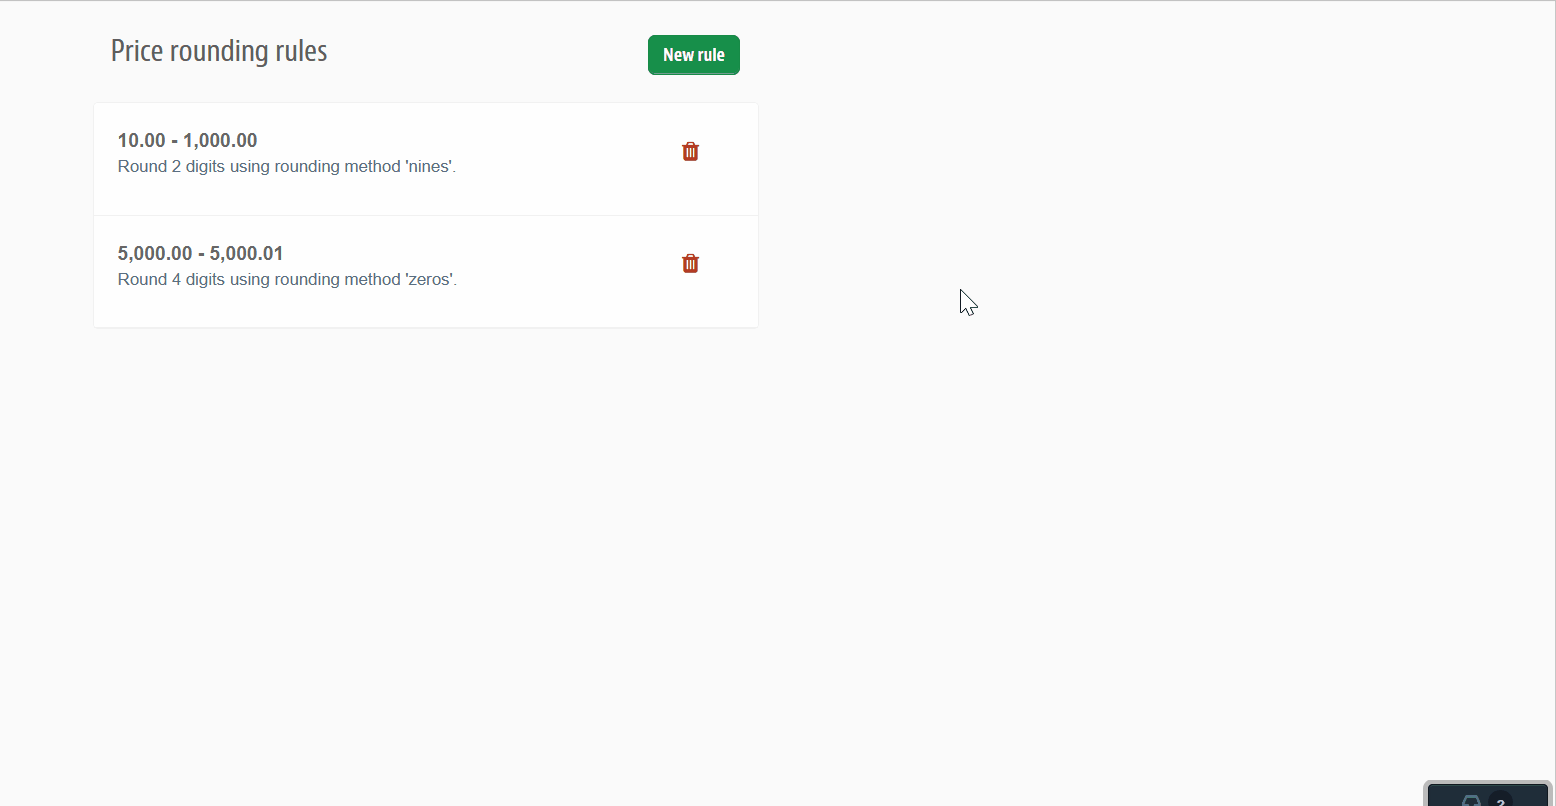 Price rounding rules
New rule
10.00 - 1,000.00
Round 2 digits using rounding method 'nines'.
5,000.00 - 5,000.01
Round 4 digits using rounding method 'zeros'.